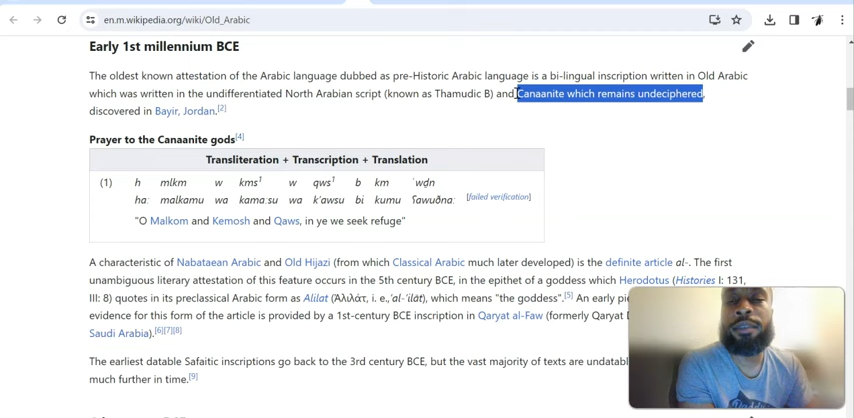 en.m.wikipedia.org/wiki/Old_Arabic
Early 1st millennium BCE
The oldest known attestation of the Arabic language dubbed as pre-Historic Arabic language is a bi-lingual inscription written in Old Arabic
which was written in the undifferentiated North Arabian script (known as Thamudic B) and Canaanite which remains undeciphered,
discovered in Bayir, Jordan.[2]
Prayer to the Canaanite gods[4]
Transliteration + Transcription + Translation
(1) h mlkm w kms¹ w qws¹ b km ʿwḏn
haː malkamu wa kamaːsu wa kʼawsu bi kumu ʕawuðnaː [failed verification]
"O Malkom and Kemosh and Qaws, in ye we seek refuge"
A characteristic of Nabataean Arabic and Old Hijazi (from which Classical Arabic much later developed) is the definite article al-. The first
unambiguous literary attestation of this feature occurs in the 5th century BCE, in the epithet of a goddess which Herodotus (Histories I: 131,
III: 8) quotes in its preclassical Arabic form as Alilat (Ἀλιλάτ, i. e., ʼal-ʼilāt), which means "the goddess".[5] An early
evidence for this form of the article is provided by a 1st-century BCE inscription in Qaryat al-Faw (formerly Qaryat
Saudi Arabia).[6][7][8]
The earliest datable Safaitic inscriptions go back to the 3rd century BCE, but the vast majority of texts are
much further in time.[9]